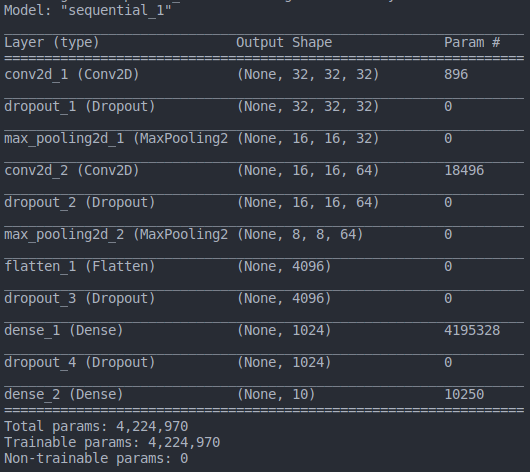 Model: "sequential_1"
Layer (type) Output Shape Param #
conv2d_1 (Conv2D) (None, 32, 32, 32) 896
dropout_1 (Dropout) (None, 32, 32, 32) 0
max_pooling2d_1 (MaxPooling2 (None, 16, 16, 32) 0
conv2d_2 (Conv2D) (None, 16, 16, 64) 18496
dropout_2 (Dropout) (None, 16, 16, 64) 0
max_pooling2d_2 (MaxPooling2 (None, 8, 8, 64) 0
flatten_1 (Flatten) (None, 4096) 0
dropout_3 (Dropout) (None, 4096) 0
dense_1 (Dense) (None, 1024) 4195328
dropout_4 (Dropout) (None, 1024) 0
dense_2 (Dense) (None, 10) 10250
Total params: 4,224,970
Trainable params: 4,224,970
Non-trainable params: 0